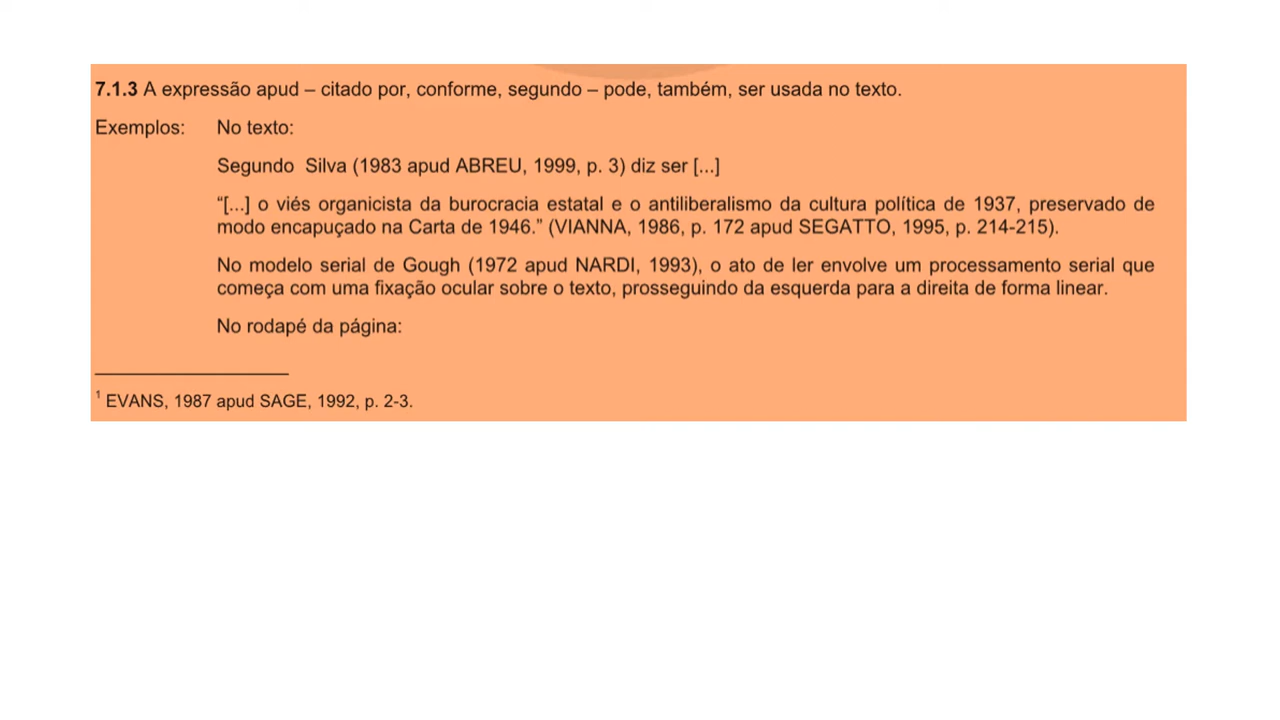 7.1.3 A expressão apud – citado por, conforme, segundo – pode, também, ser usada no texto.
Exemplos: No texto:
Segundo Silva (1983 apud ABREU, 1999, p. 3) diz ser [...]
“[...] o viés organicista da burocracia estatal e o antiliberalismo da cultura política de 1937, preservado de
modo encapuçado na Carta de 1946.” (VIANNA, 1986, p. 172 apud SEGATTO, 1995, p. 214-215).
No modelo serial de Gough (1972 apud NARDI, 1993), o ato de ler envolve um processamento serial que
começa com uma fixação ocular sobre o texto, prosseguindo da esquerda para a direita de forma linear.
No rodapé da página:
1 EVANS, 1987 apud SAGE, 1992, p. 2-3.